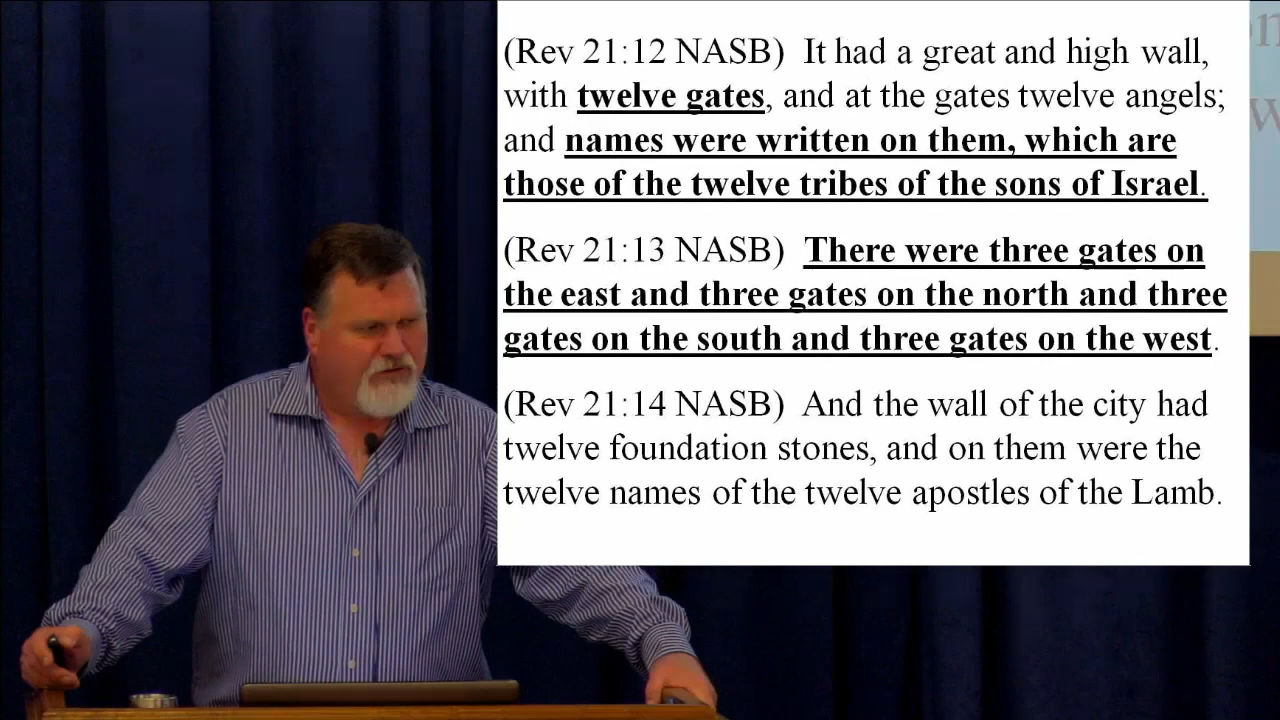 (Rev 21:12 NASB) It had a great and high wall,
with twelve gates, and at the gates twelve angels;
and names were written on them, which are
those of the twelve tribes of the sons of Israel.
(Rev 21:13 NASB) There were three gates on
the east and three gates on the north and three
gates on the south and three gates on the west.
(Rev 21:14 NASB) And the wall of the city had
twelve foundation stones, and on them were the
twelve names of the twelve apostles of the Lamb.